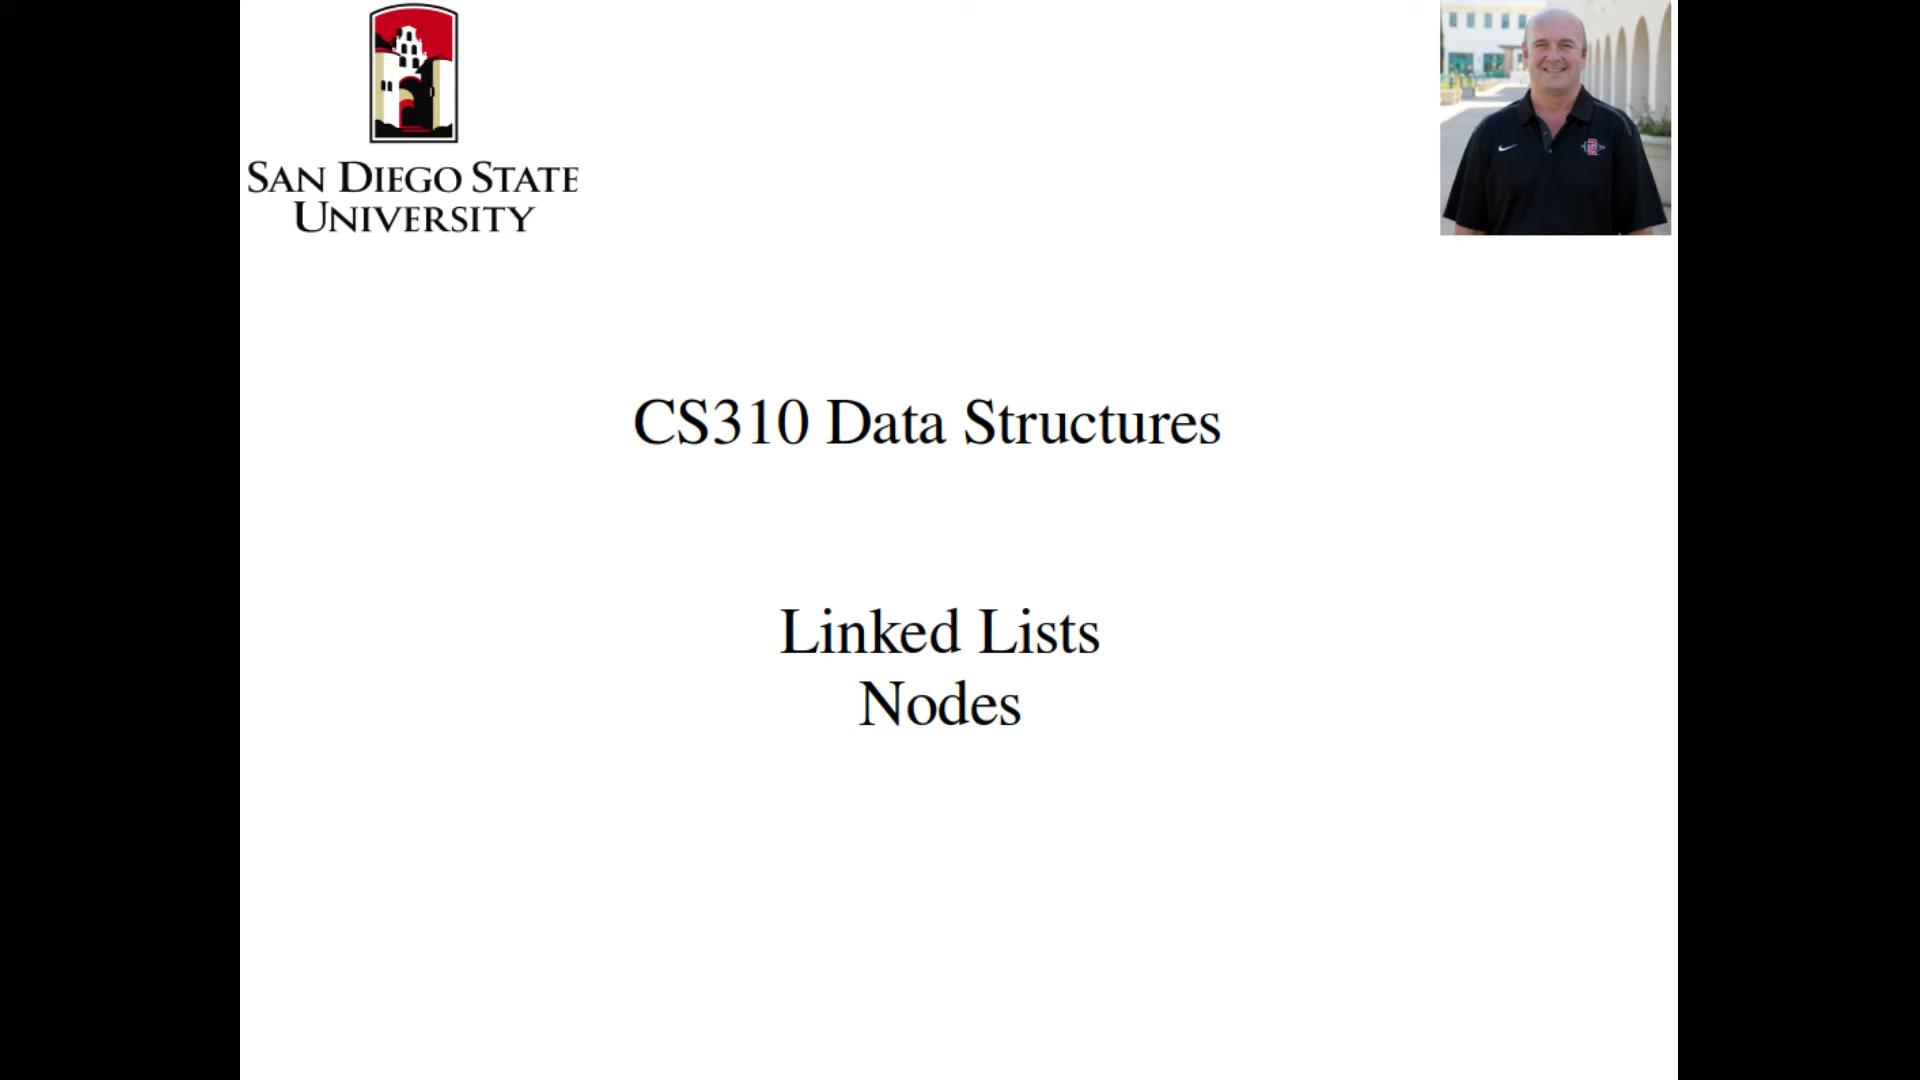 SAN DIEGO STATE
UNIVERSITY
CS310 Data Structures
Linked Lists
Nodes